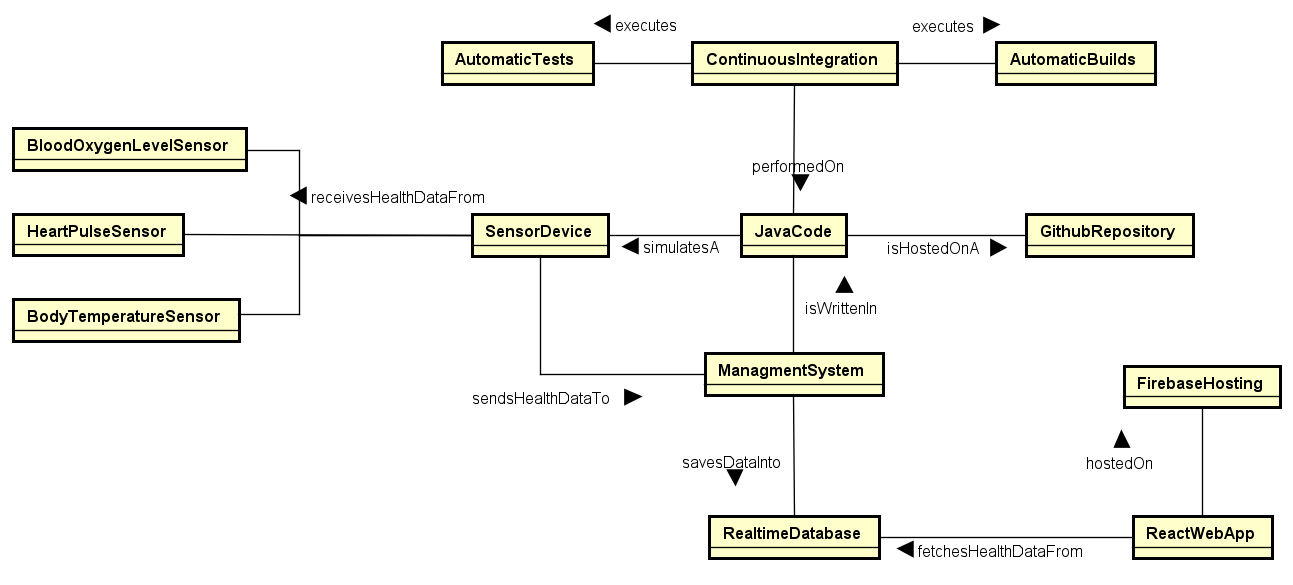 executes
executes
AutomaticTests
ContinuousIntegration
AutomaticBuilds
BloodOxygenLevelSensor
performedOn
receivesHealthDataFrom
HeartPulseSensor
SensorDevice
JavaCode
GithubRepository
simulatesA
isHostedOnA
BodyTemperatureSensor
isWrittenIn
ManagmentSystem
FirebaseHosting
sendsHealthDataTo
savesDataInto
hostedOn
RealtimeDatabase
ReactWebApp
fetchesHealthDataFrom